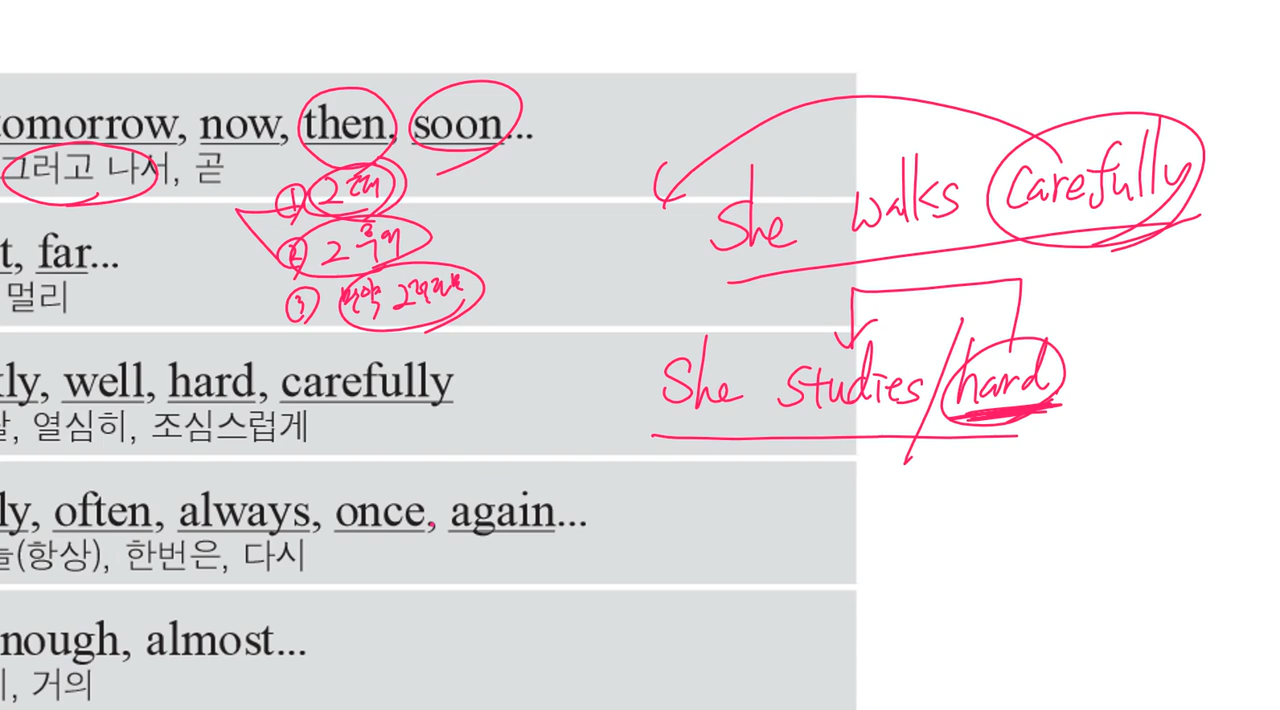 tomorrow, now, then, soon...
그러고 나서, 곧
① 그때
② 그 후에
③ 만약 그렇다면
She walks carefully
t, far...
멀리
She studies / hard
tly, well, hard, carefully
잘, 열심히, 조심스럽게
ly, often, always, once, again...
늘(항상), 한번은, 다시
nough, almost...
거의